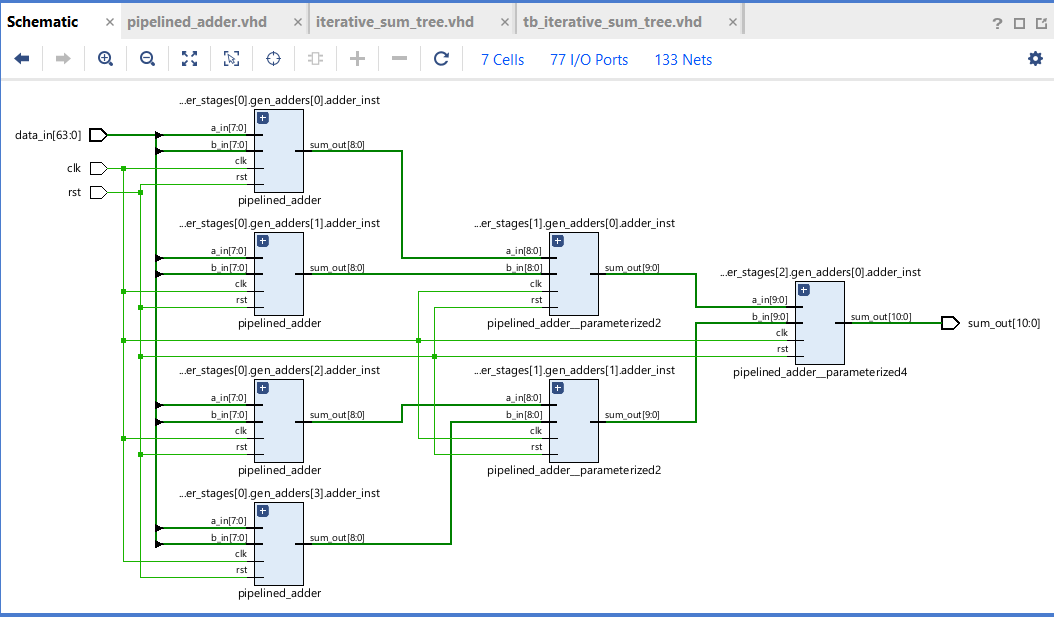 Schematic × pipelined_adder.vhd × iterative_sum_tree.vhd × tb_iterative_sum_tree.vhd × ?
7 Cells 77 I/O Ports 133 Nets
...er_stages[0].gen_adders[0].adder_inst
data_in[63:0]
clk
rst
a_in[7:0]
b_in[7:0]
clk
rst
sum_out[8:0]
pipelined_adder
...er_stages[0].gen_adders[1].adder_inst
a_in[7:0]
b_in[7:0]
clk
rst
sum_out[8:0]
pipelined_adder
...er_stages[1].gen_adders[0].adder_inst
a_in[8:0]
b_in[8:0]
clk
rst
sum_out[9:0]
pipelined_adder__parameterized2
...er_stages[2].gen_adders[0].adder_inst
a_in[9:0]
b_in[9:0]
clk
rst
sum_out[10:0]
sum_out[10:0]
pipelined_adder__parameterized4
...er_stages[0].gen_adders[2].adder_inst
a_in[7:0]
b_in[7:0]
clk
rst
sum_out[8:0]
pipelined_adder
...er_stages[1].gen_adders[1].adder_inst
a_in[8:0]
b_in[8:0]
clk
rst
sum_out[9:0]
pipelined_adder__parameterized2
...er_stages[0].gen_adders[3].adder_inst
a_in[7:0]
b_in[7:0]
clk
rst
sum_out[8:0]
pipelined_adder